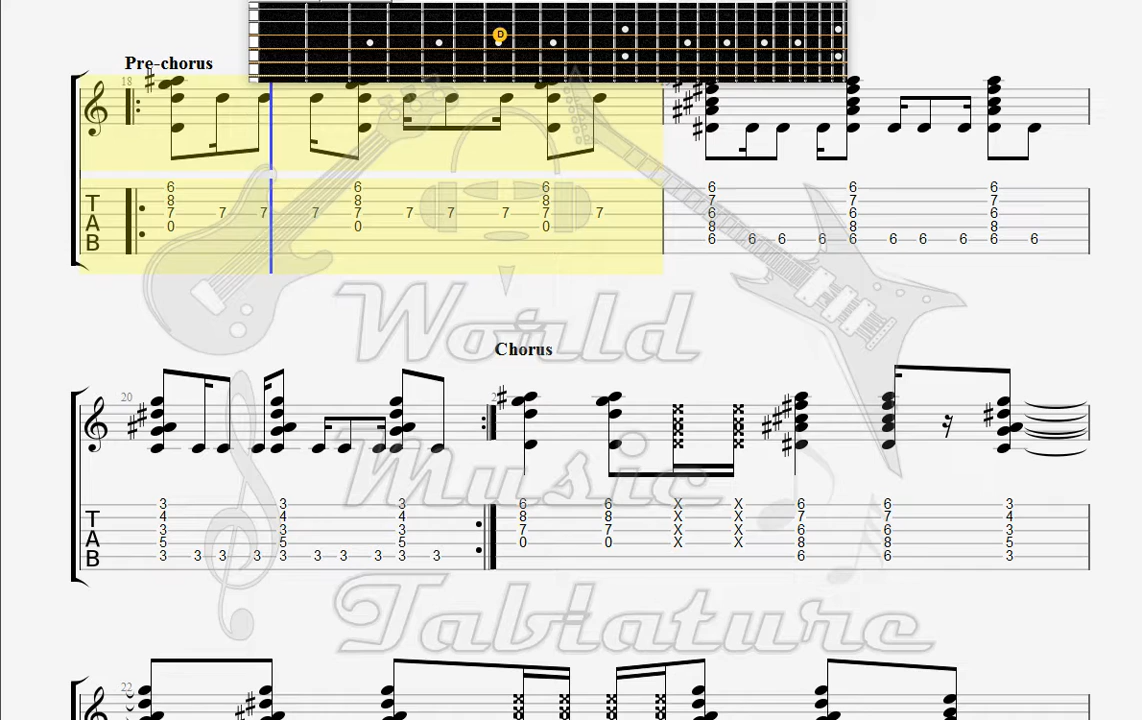 D
Pre-chorus
18
6 6 6 6 6 6
8 8 8 7 7 7
T 7 7 7 7 7 7 7 7 7 7 6 6 6
A 0 0 0 8 8 8
B 6 6 6 6 6 6 6 6 6 6
World
Chorus
20
3 3 3 6 6 X X 6 6 3
T 4 4 4 8 8 X X 7 7 4
3 3 3 7 7 X X 6 6 3
A 5 5 5 0 0 X X 8 8 5
B 3 3 3 3 3 3 3 3 3 3 6 6 3
Music
Tablature
22